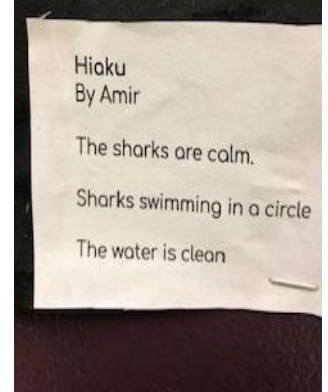 Hiaku
By Amir
The sharks are calm.
Sharks swimming in a circle
The water is clean